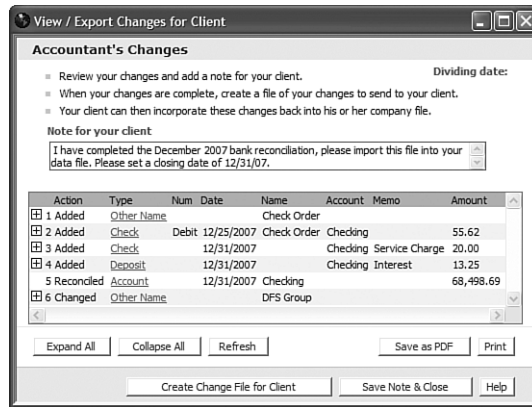 View / Export Changes for Client
Accountant's Changes
Dividing date:
Review your changes and add a note for your client.
When your changes are complete, create a file of your changes to send to your client.
Your client can then incorporate these changes back into his or her company file.
Note for your client
I have completed the December 2007 bank reconciliation, please import this file into your
data file. Please set a closing date of 12/31/07.
Action Type Num Date Name Account Memo Amount
1 Added Other Name Check Order
2 Added Check Debit 12/25/2007 Check Order Checking 55.62
3 Added Check 12/31/2007 Checking Service Charge 20.00
4 Added Deposit 12/31/2007 Checking Interest 13.25
5 Reconciled Account 12/31/2007 Checking 68,498.69
6 Changed Other Name DFS Group
Expand All Collapse All Refresh Save as PDF Print
Create Change File for Client Save Note & Close Help